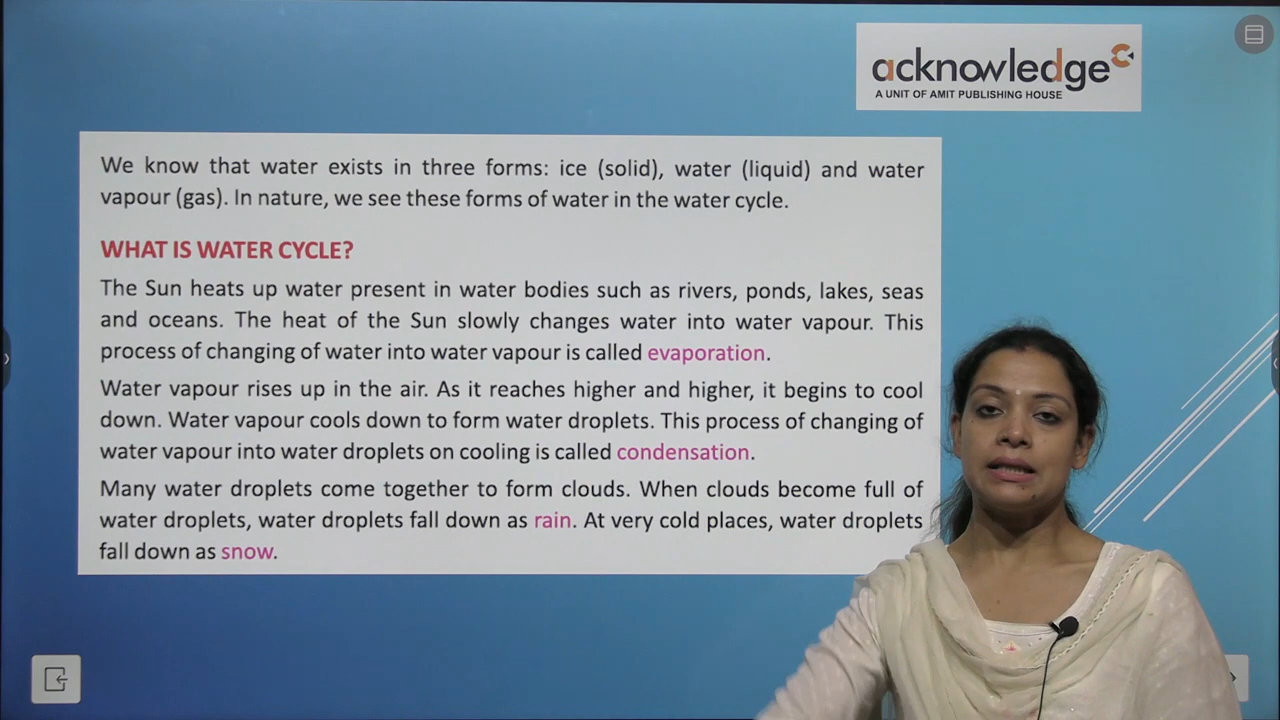 acknowledge
A UNIT OF AMIT PUBLISHING HOUSE
We know that water exists in three forms: ice (solid), water (liquid) and water
vapour (gas). In nature, we see these forms of water in the water cycle.
WHAT IS WATER CYCLE?
The Sun heats up water present in water bodies such as rivers, ponds, lakes, seas
and oceans. The heat of the Sun slowly changes water into water vapour. This
process of changing of water into water vapour is called evaporation.
Water vapour rises up in the air. As it reaches higher and higher, it begins to cool
down. Water vapour cools down to form water droplets. This process of changing of
water vapour into water droplets on cooling is called condensation.
Many water droplets come together to form clouds. When clouds become full of
water droplets, water droplets fall down as rain. At very cold places, water droplets
fall down as snow.